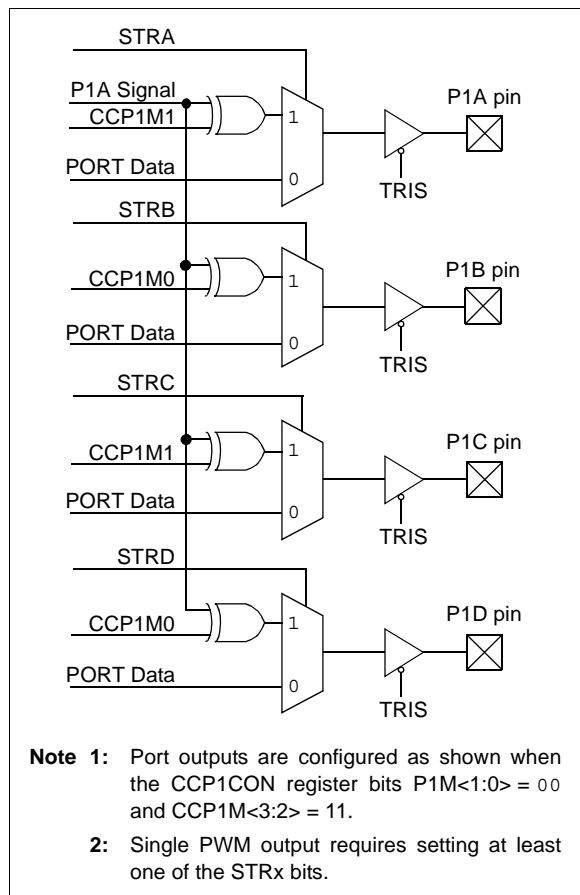 STRA
P1A Signal
CCP1M1
1
PORT Data
0
TRIS
P1A pin
STRB
CCP1M0
1
PORT Data
0
TRIS
P1B pin
STRC
CCP1M1
1
PORT Data
0
TRIS
P1C pin
STRD
CCP1M0
1
PORT Data
0
TRIS
P1D pin
Note 1: Port outputs are configured as shown when
the CCP1CON register bits P1M<1:0> = 00
and CCP1M<3:2> = 11.
2: Single PWM output requires setting at least
one of the STRx bits.